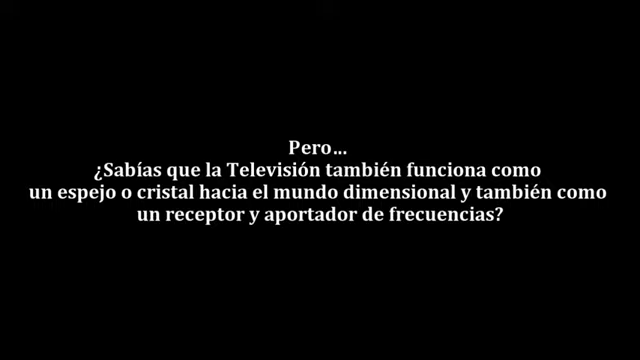 Pero...
¿Sabías que la Televisión también funciona como
un espejo o cristal hacia el mundo dimensional y también como
un receptor y aportador de frecuencias?